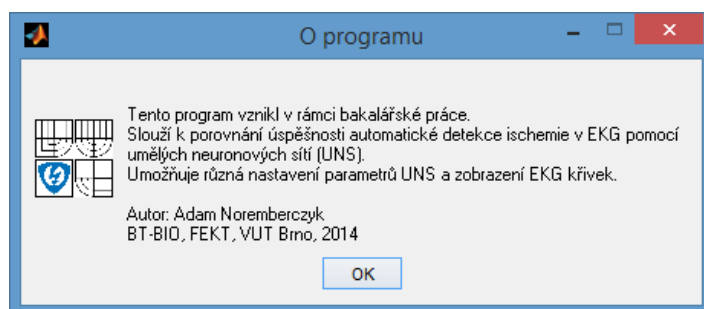 O programu
Tento program vznikl v rámci bakalářské práce.
Slouží k porovnání úspěšnosti automatické detekce ischemie v EKG pomocí
umělých neuronových sítí (UNS).
Umožňuje různá nastavení parametrů UNS a zobrazení EKG křivek.
Autor: Adam Noremberczyk
BT-BIO, FEKT, VUT Brno, 2014
OK